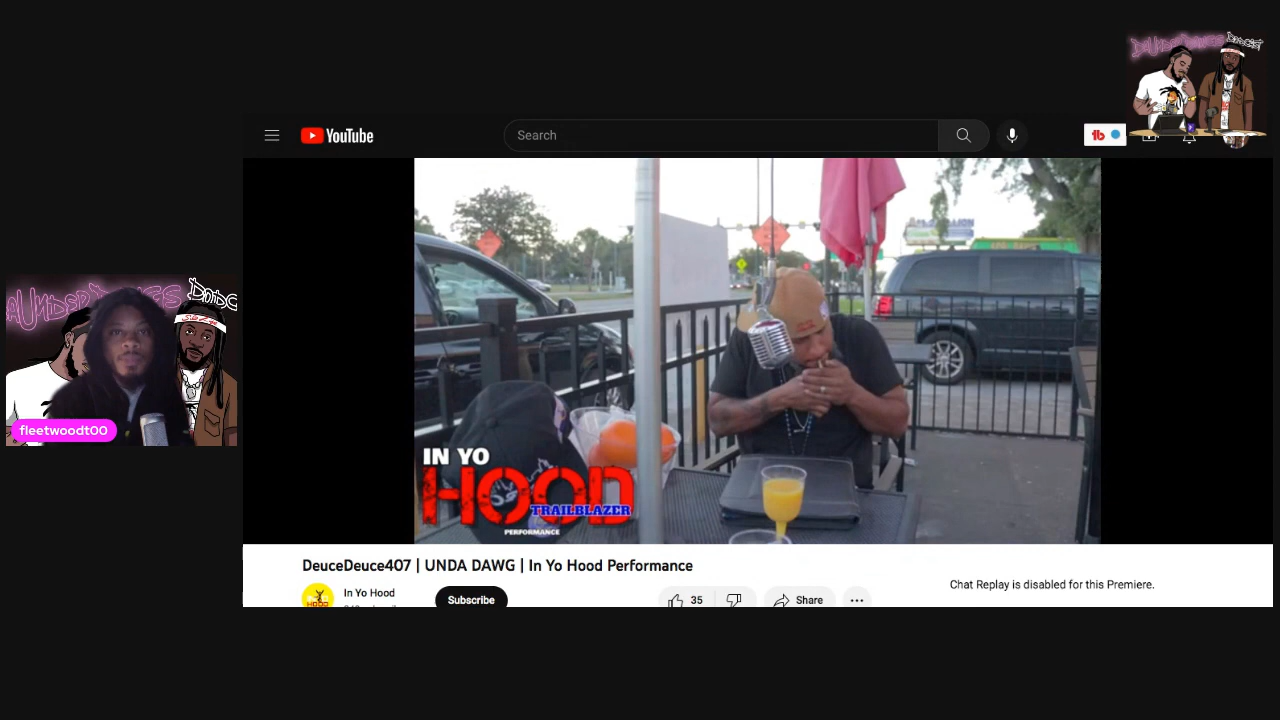 YouTube
Search
fleetwoodt00
IN YO
HOOD
TRAILBLAZER
PERFORMANCE
DeuceDeuce407 | UNDA DAWG | In Yo Hood Performance
In Yo Hood
Subscribe
35
Share
Chat Replay is disabled for this Premiere.